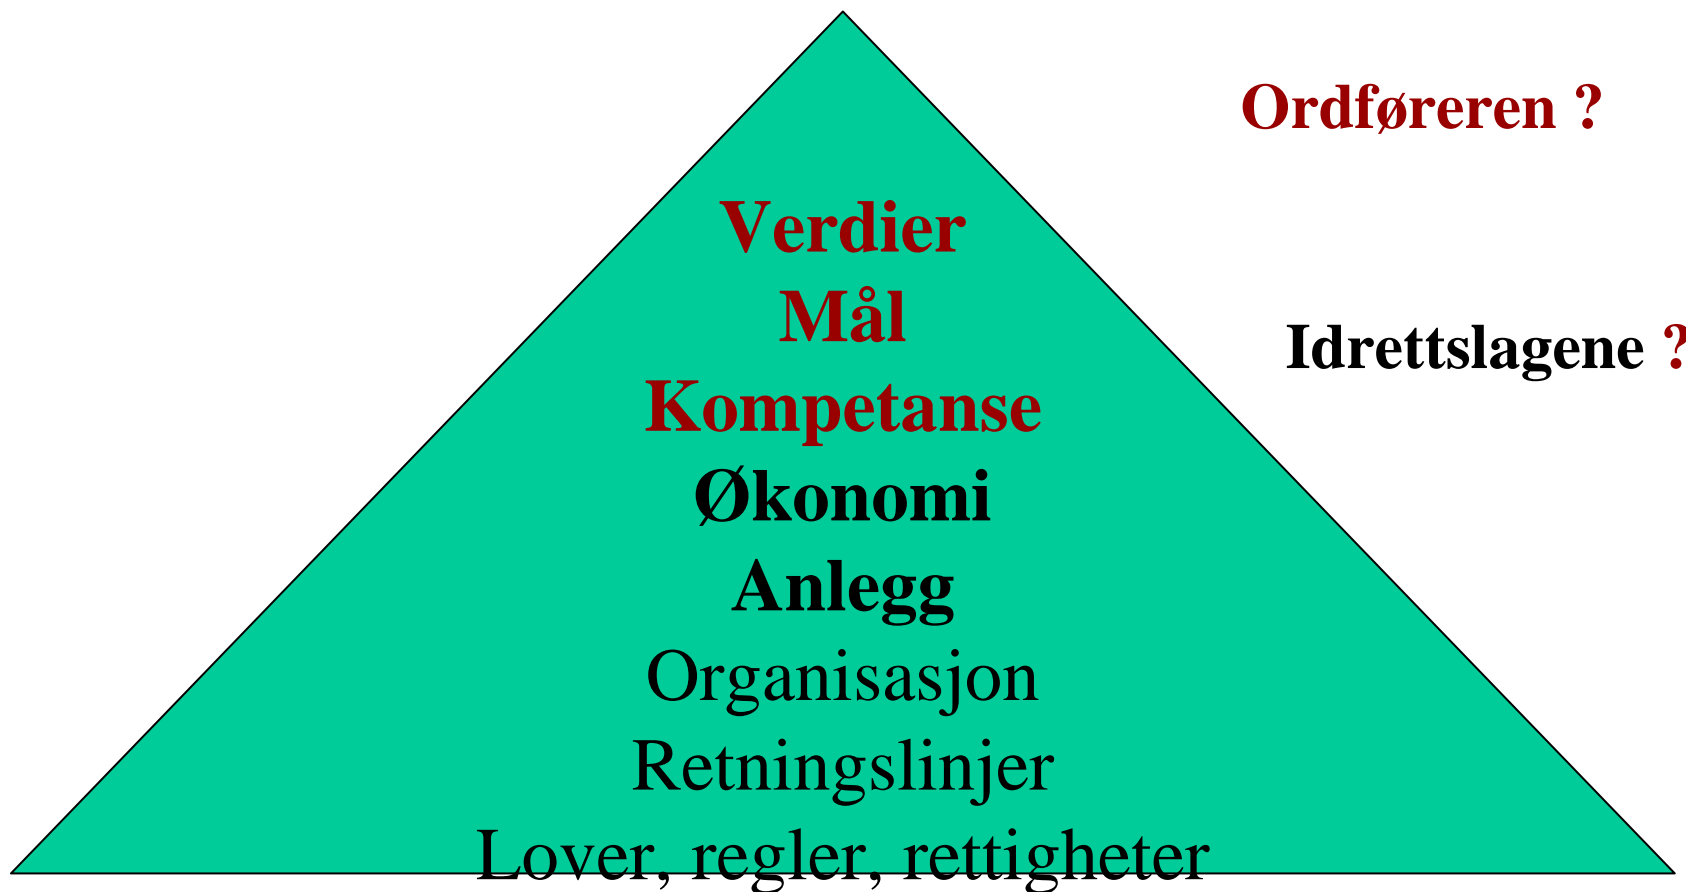 Ordføreren ?
Verdier
Mål
Idrettslagene ?
Kompetanse
Økonomi
Anlegg
Organisasjon
Retningslinjer
Lover, regler, rettigheter